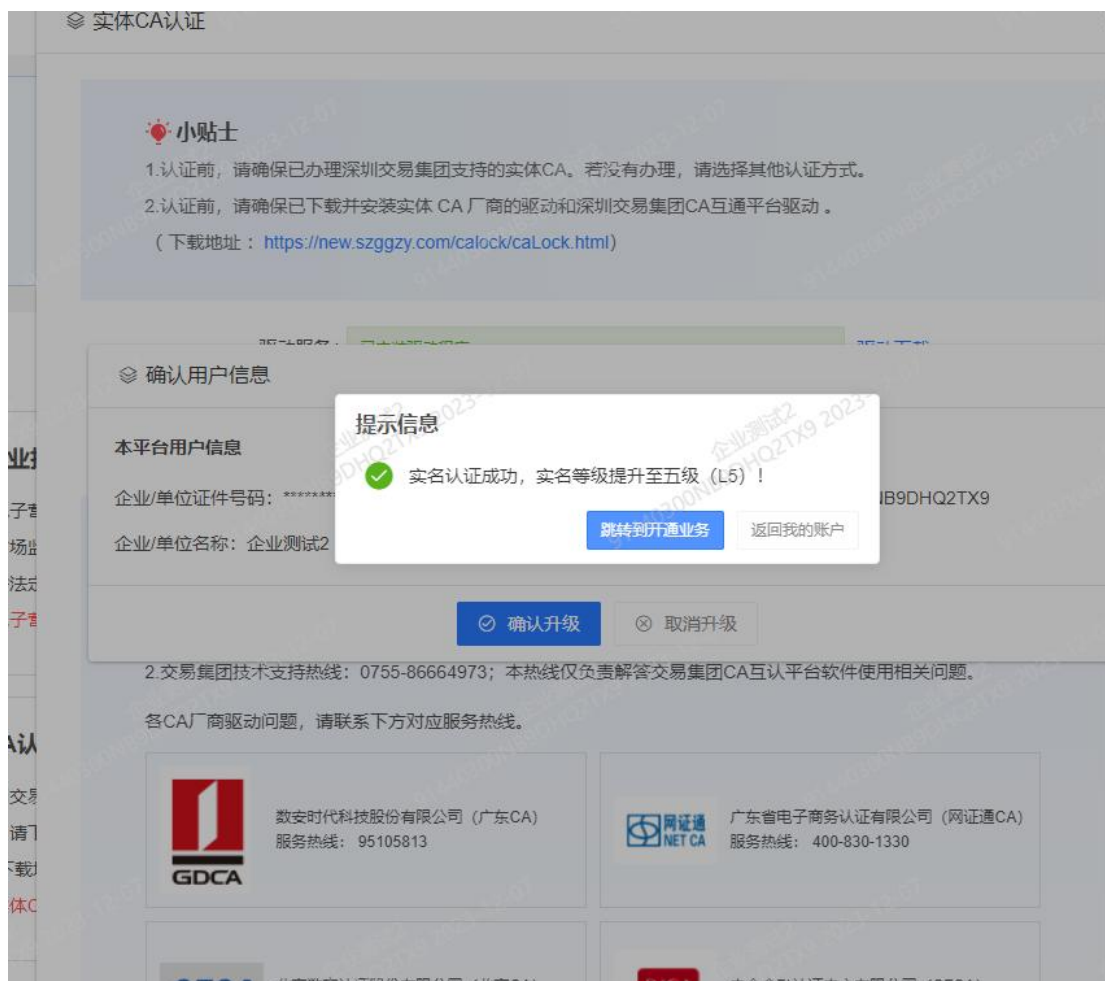 实体CA认证
小贴士
1.认证前，请确保已办理深圳交易集团支持的实体CA。若没有办理，请选择其他认证方式。
2.认证前，请确保已下载并安装实体 CA 厂商的驱动和深圳交易集团CA互通平台驱动 。
( 下载地址 ： https://new.szggzy.com/calock/caLock.html)
确认用户信息
提示信息
本平台用户信息
实名认证成功，实名等级提升至五级（L5）！
企业/单位证件号码：********
NB9DHQ2TX9
跳转到开通业务
返回我的账户
企业/单位名称：企业测试2
确认升级
取消升级
2.交易集团技术支持热线：0755-86664973；本热线仅负责解答交易集团CA互认平台软件使用相关问题。
各CA厂商驱动问题，请联系下方对应服务热线。
数安时代科技股份有限公司（广东CA）
服务热线： 95105813
GDCA
网证通
NET CA
广东省电子商务认证有限公司（网证通CA）
服务热线： 400-830-1330